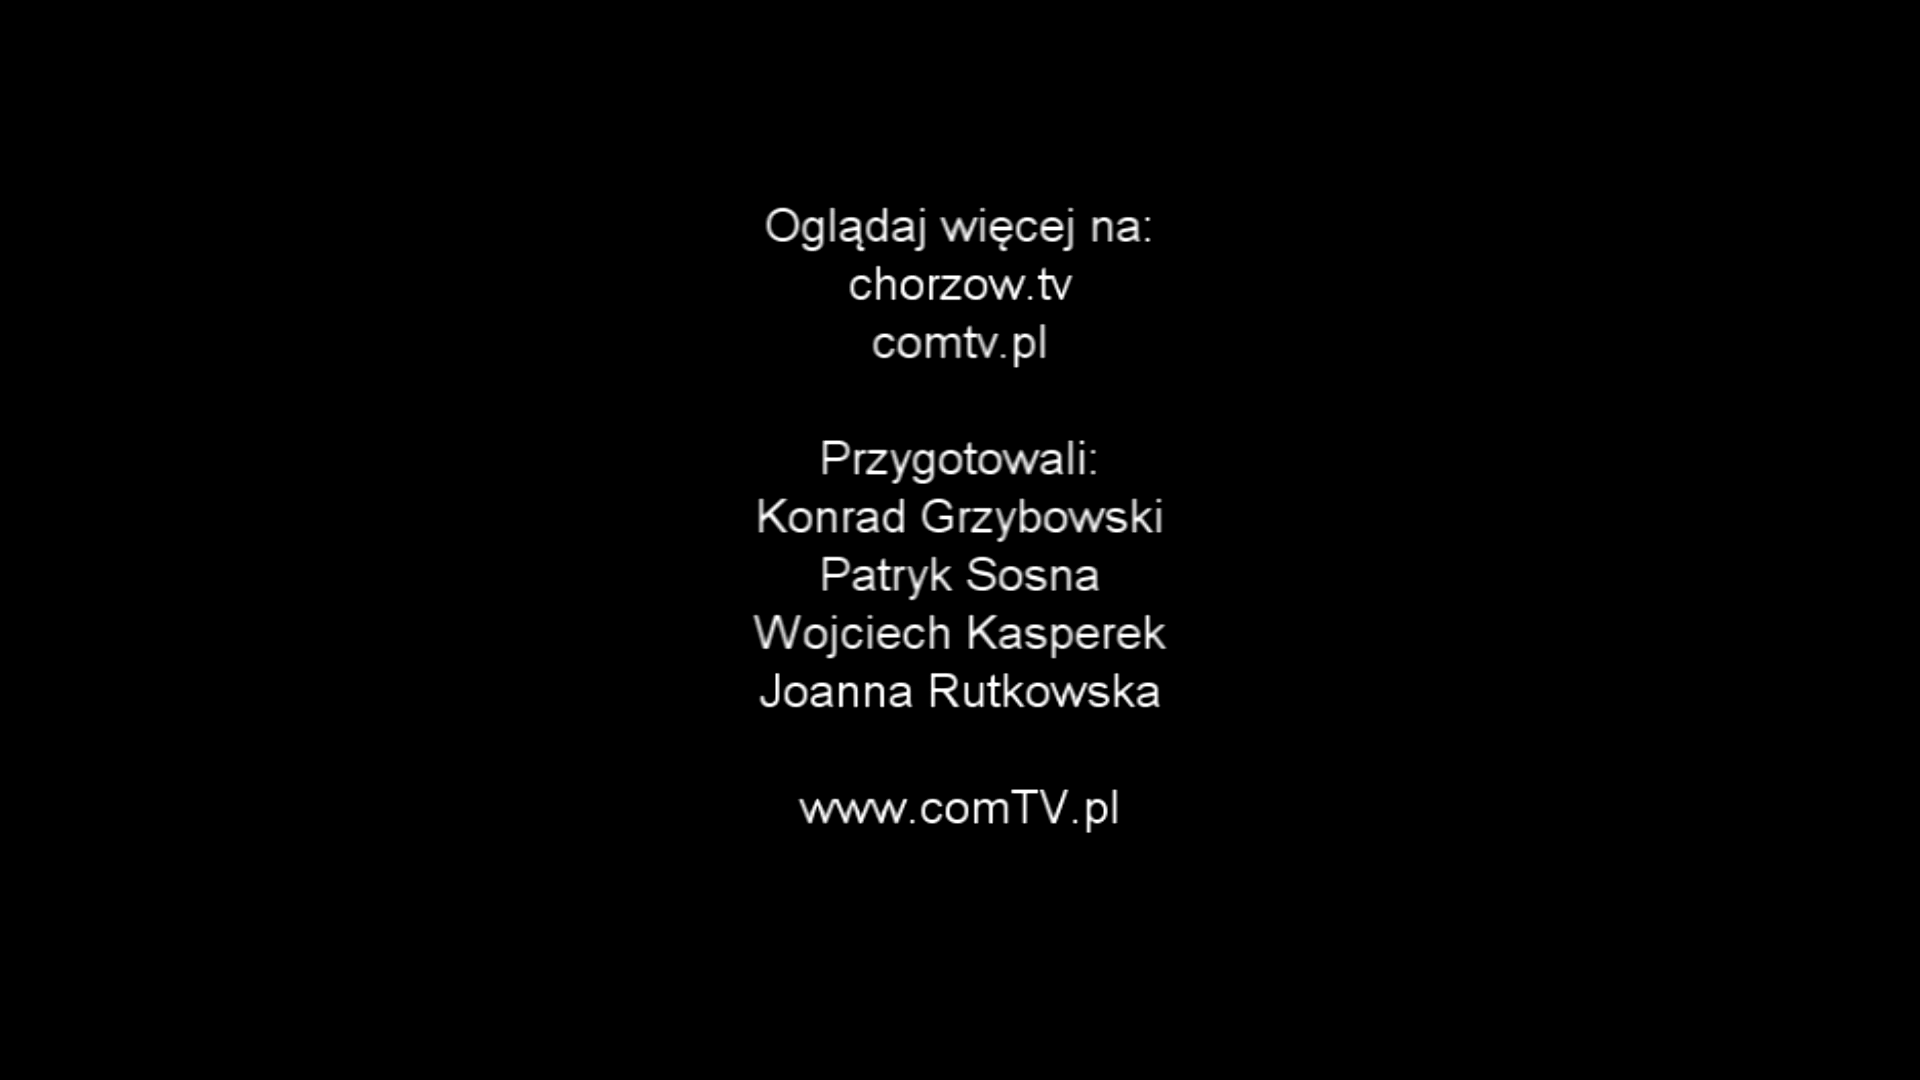 Oglądaj więcej na:
chorzow.tv
comtv.pl
Przygotowali:
Konrad Grzybowski
Patryk Sosna
Wojciech Kasperek
Joanna Rutkowska
www.comTV.pl